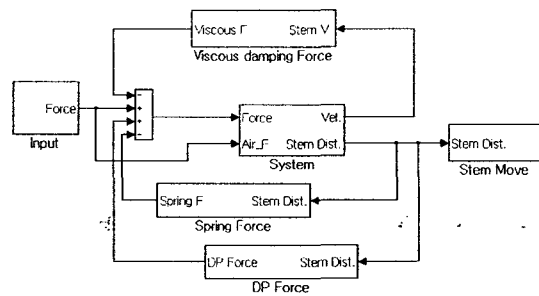 Viscous F Stem V
Viscous damping Force
Force
Input
Force Vel.
Air_F Stem Dist.
System
Stem Dist.
Stem Move
Spring F Stem Dist.
Spring Force
DP Force Stem Dist.
DP Force